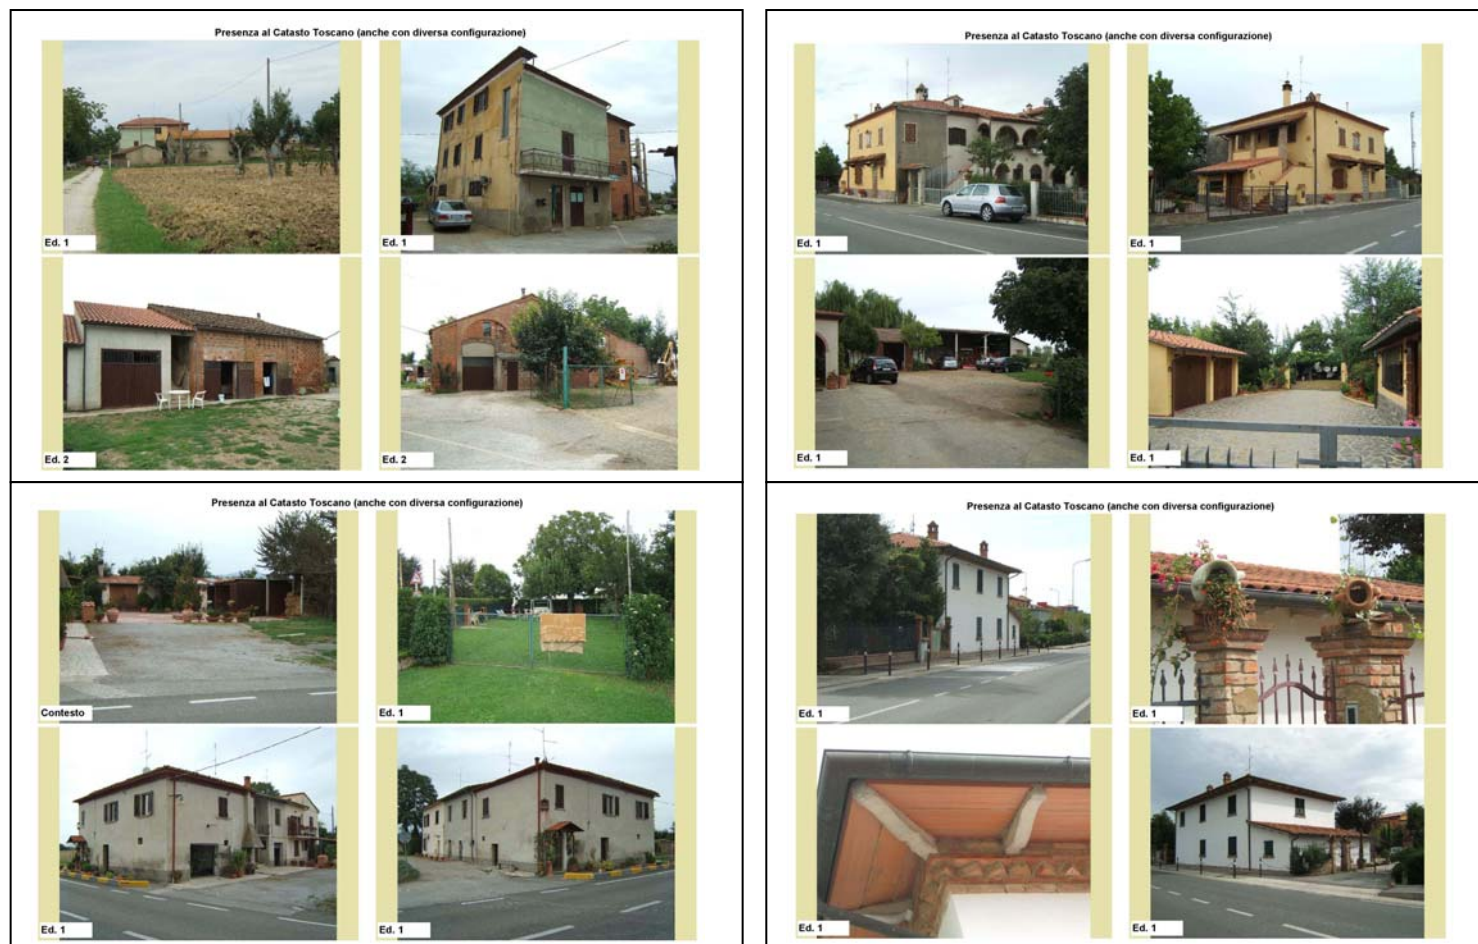 Presenza al Catasto Toscano (anche con diversa configurazione)
Ed. 1
Ed. 1
Ed. 2
Ed. 2
Presenza al Catasto Toscano (anche con diversa configurazione)
Ed. 1
Ed. 1
Ed. 1
Ed. 1
Presenza al Catasto Toscano (anche con diversa configurazione)
Contesto
Ed. 1
Ed. 1
Ed. 1
Presenza al Catasto Toscano (anche con diversa configurazione)
Ed. 1
Ed. 1
Ed. 1
Ed. 1